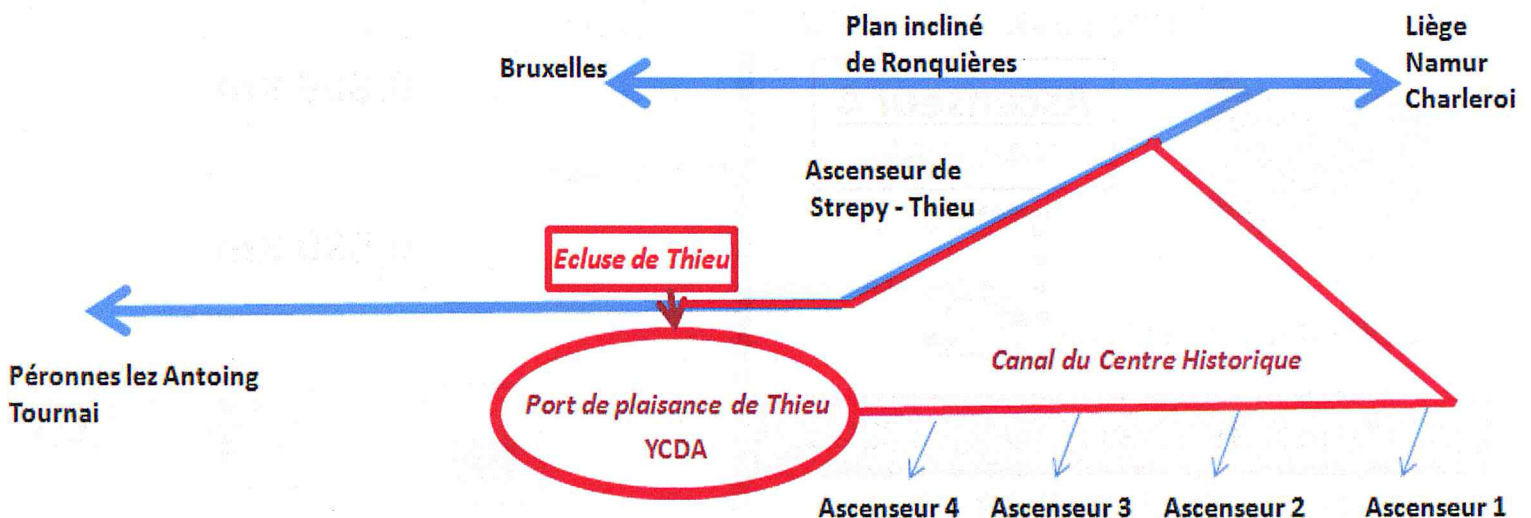 Plan incliné
de Ronquières
Bruxelles
Liège
Namur
Charleroi
Ascenseur de
Strepy - Thieu
Ecluse de Thieu
Péronnes lez Antoing
Tournai
Canal du Centre Historique
Port de plaisance de Thieu
YCDA
Ascenseur 4
Ascenseur 3
Ascenseur 2
Ascenseur 1